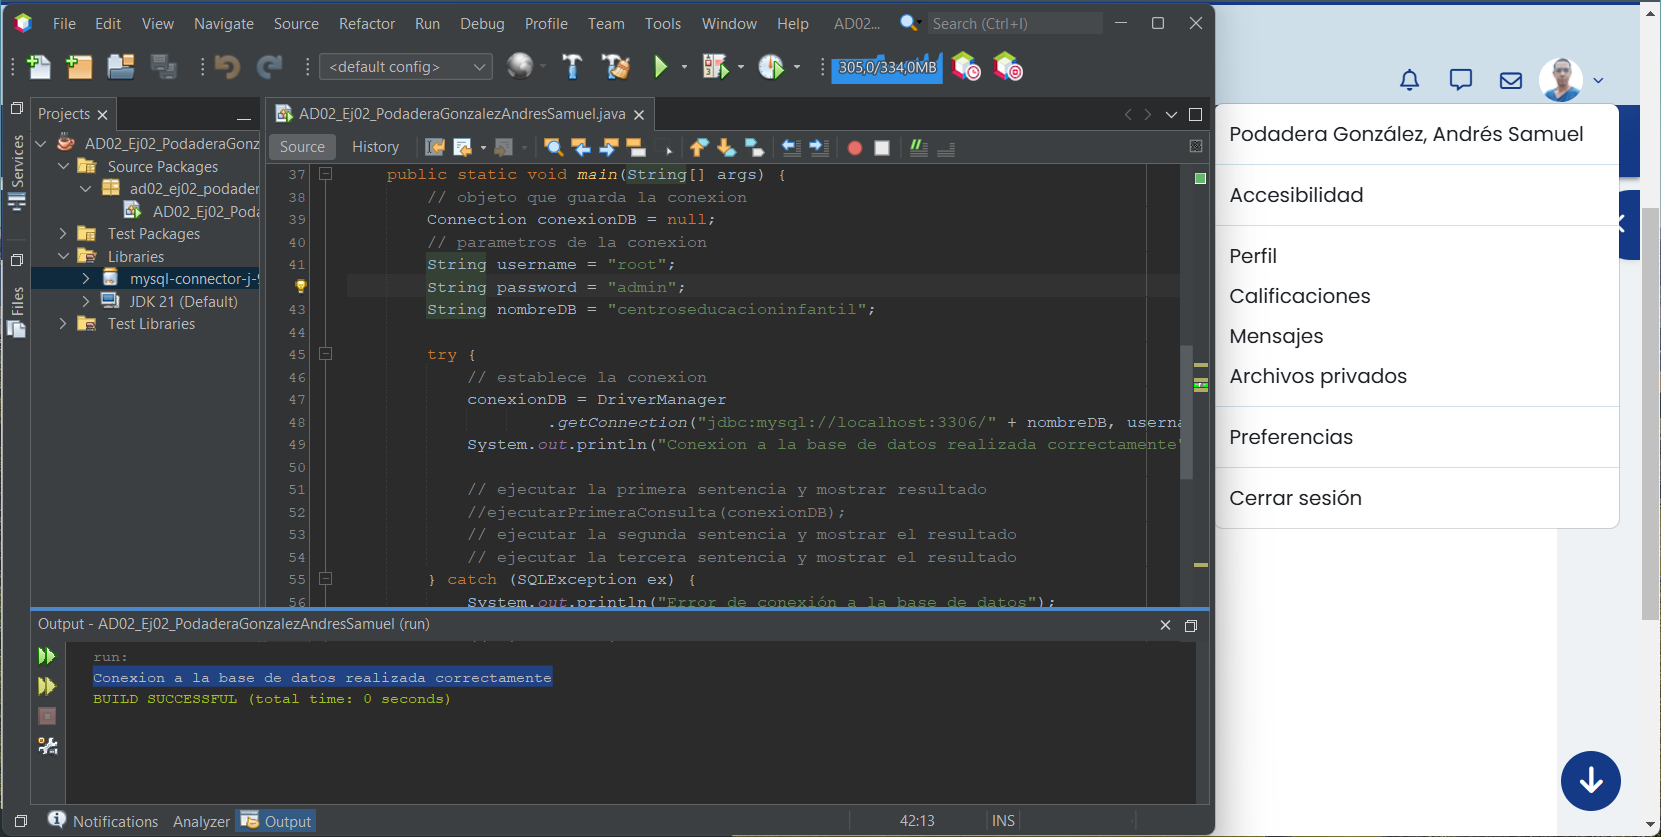 File Edit View Navigate Source Refactor Run Debug Profile Team Tools Window Help AD02... Search (Ctrl+I)
<default config> 305,0/334,0MB
Projects
Services
Files
AD02_Ej02_PodaderaGonz
Source Packages
ad02_ej02_podader
AD02_Ej02_Poda
Test Packages
Libraries
mysql-connector-j-9
JDK 21 (Default)
Test Libraries
AD02_Ej02_PodaderaGonzalezAndresSamuel.java
Source History
37 public static void main(String[] args) {
38 // objeto que guarda la conexion
39 Connection conexionDB = null;
40 // parametros de la conexion
41 String username = "root";
String password = "admin";
43 String nombreDB = "centroseducacioninfantil";
44
45 try {
46 // establece la conexion
47 conexionDB = DriverManager
48 .getConnection("jdbc:mysql://localhost:3306/" + nombreDB, userna
49 System.out.println("Conexion a la base de datos realizada correctamente"
50
51 // ejecutar la primera sentencia y mostrar resultado
52 //ejecutarPrimeraConsulta(conexionDB);
53 // ejecutar la segunda sentencia y mostrar el resultado
54 // ejecutar la tercera sentencia y mostrar el resultado
55 } catch (SQLException ex) {
56 System.out.println("Error de conexión a la base de datos");
Output - AD02_Ej02_PodaderaGonzalezAndresSamuel (run)
run:
Conexion a la base de datos realizada correctamente
BUILD SUCCESSFUL (total time: 0 seconds)
Notifications Analyzer Output 42:13 INS
Podadera González, Andrés Samuel
Accesibilidad
Perfil
Calificaciones
Mensajes
Archivos privados
Preferencias
Cerrar sesión